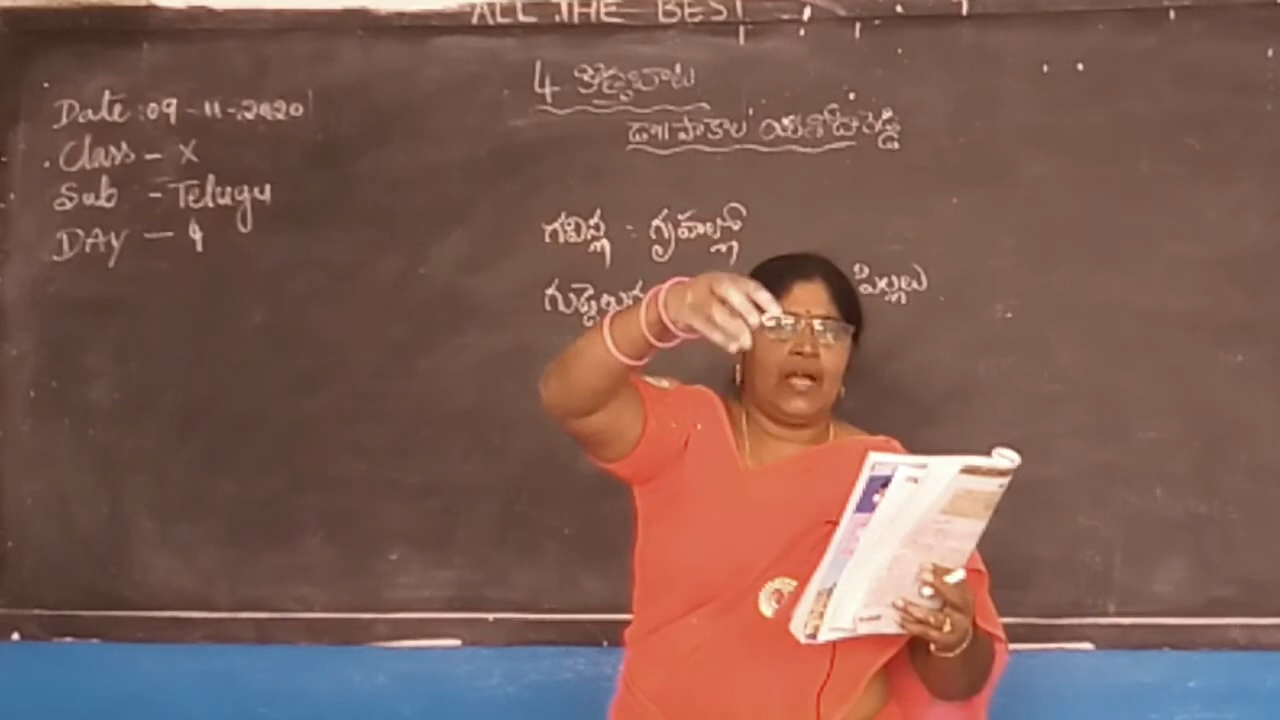 ALL THE BEST
Date : 09-11-2020
Class - X
Sub - Telugu
DAY - 4
4 కొత్తబాట
డా॥ పాకాల యశోదారెడ్డి
గవిన్ల : గృహాల్లో
పిల్లలు